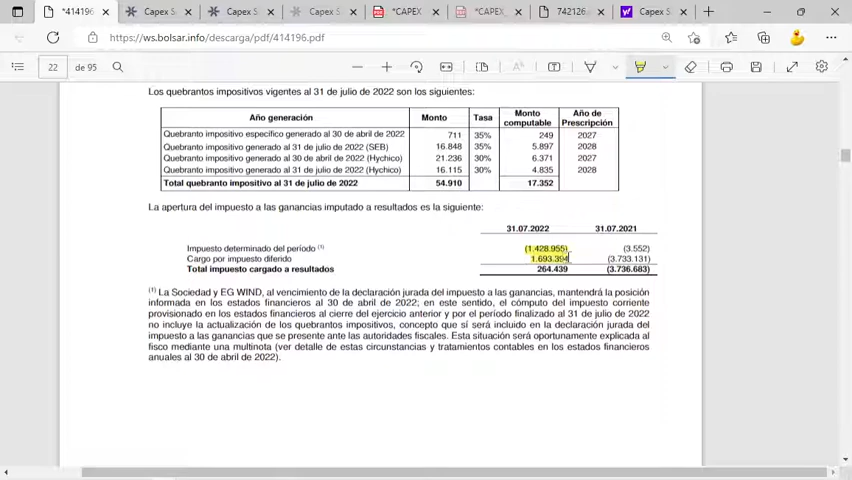 *414196
Capex S
Capex S
Capex S
*CAPEX
*CAPEX
742126
Capex S
https://ws.bolsar.info/descarga/pdf/414196.pdf
22 de 95
Los quebrantos impositivos vigentes al 31 de julio de 2022 son los siguientes:
Año generación Monto Tasa Monto computable Año de Prescripción
Quebranto impositivo específico generado al 30 de abril de 2022 711 35% 249 2027
Quebranto impositivo generado al 31 de julio de 2022 (SEB) 16.848 35% 5.897 2028
Quebranto impositivo generado al 30 de abril de 2022 (Hychico) 21.236 30% 6.371 2027
Quebranto impositivo generado al 31 de julio de 2022 (Hychico) 16.115 30% 4.835 2028
Total quebranto impositivo al 31 de julio de 2022 54.910 17.352
La apertura del impuesto a las ganancias imputado a resultados es la siguiente:
31.07.2022 31.07.2021
Impuesto determinado del período (1) (1.428.955) (3.552)
Cargo por impuesto diferido 1.693.394 (3.733.131)
Total impuesto cargado a resultados 264.439 (3.736.683)
(1) La Sociedad y EG WIND, al vencimiento de la declaración jurada del impuesto a las ganancias, mantendrá la posición
informada en los estados financieros al 30 de abril de 2022; en este sentido, el cómputo del impuesto corriente
provisionado en los estados financieros al cierre del ejercicio anterior y por el período finalizado al 31 de julio de 2022
no incluye la actualización de los quebrantos impositivos, concepto que sí será incluido en la declaración jurada del
impuesto a las ganancias que se presente ante las autoridades fiscales. Esta situación será oportunamente explicada al
fisco mediante una multinota (ver detalle de estas circunstancias y tratamientos contables en los estados financieros
anuales al 30 de abril de 2022).